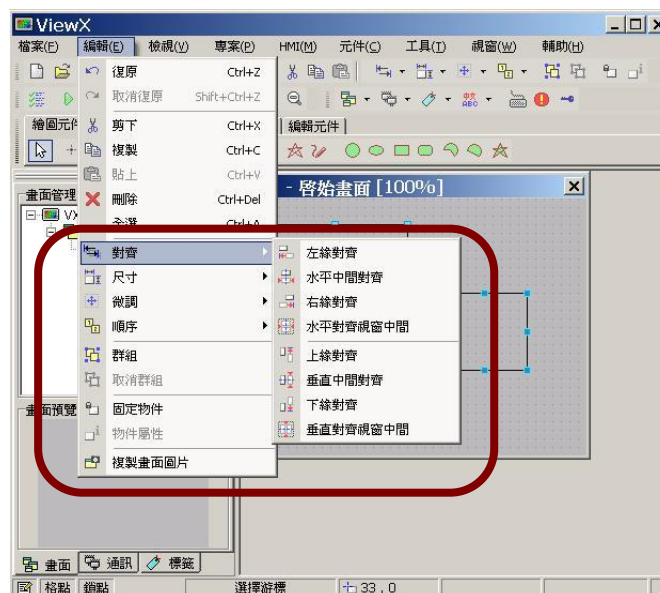 ViewX
檔案(F) 編輯(E) 檢視(V) 專案(P) HMI(M) 元件(C) 工具(T) 視窗(W) 輔助(H)
復原 Ctrl+Z
取消復原 Shift+Ctrl+Z
繪圖元件 編輯元件
剪下 Ctrl+X
複製 Ctrl+C
貼上 Ctrl+V
畫面管理
刪除 Ctrl+Del
- 啓始畫面 [100%]
全選 Ctrl+A
對齊
尺寸
微調
順序
群組
取消群組
固定物件
物件屬性
複製畫面圖片
左緣對齊
水平中間對齊
右緣對齊
水平對齊視窗中間
上緣對齊
垂直中間對齊
下緣對齊
垂直對齊視窗中間
畫面預覽
畫面 通訊 標籤
格點 鎖點 選擇游標 33 , 0